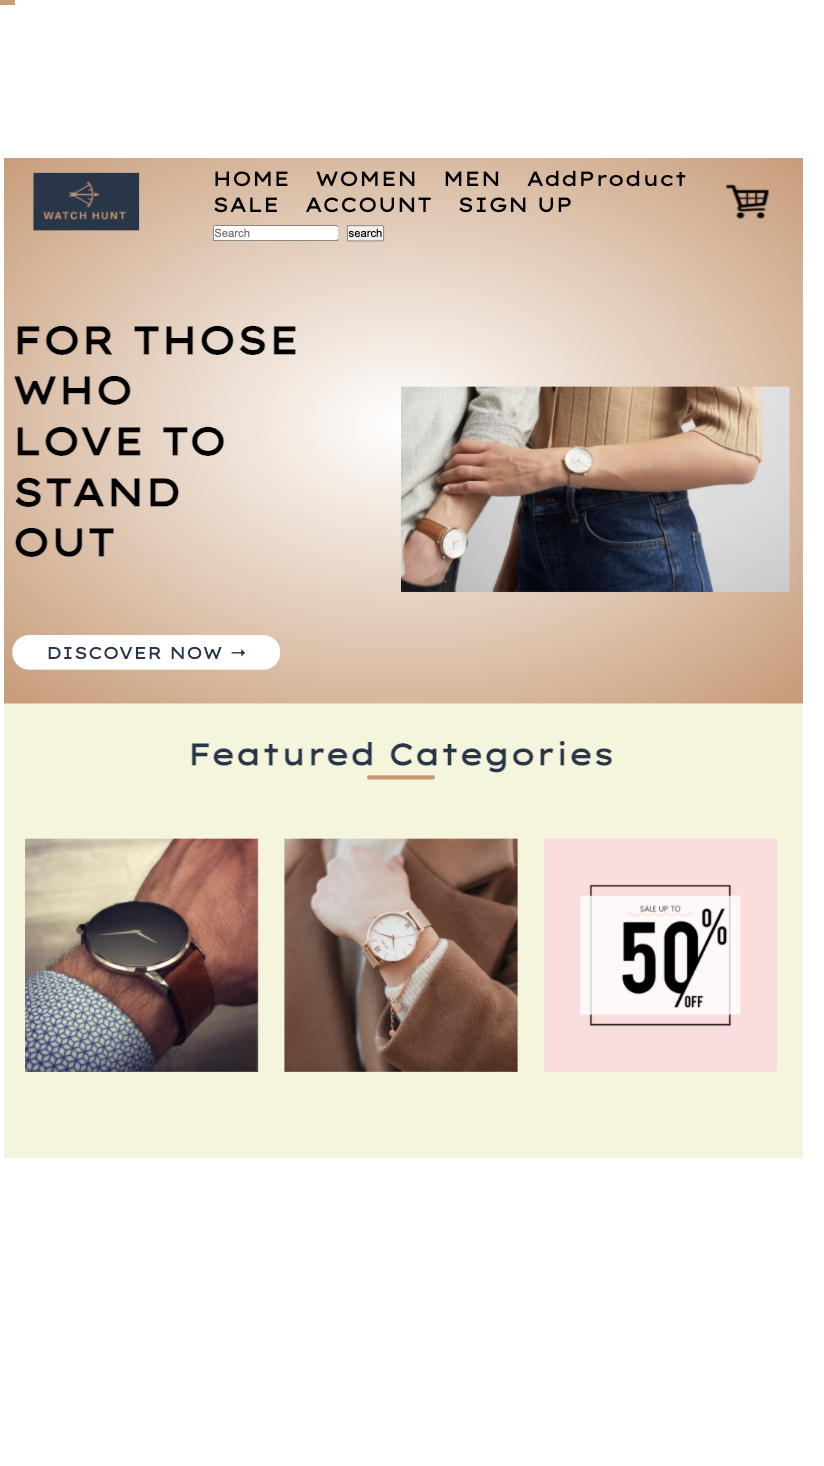 WATCH HUNT
HOME WOMEN MEN AddProduct
SALE ACCOUNT SIGN UP
Search search
FOR THOSE
WHO
LOVE TO
STAND
OUT
DISCOVER NOW →
Featured Categories
SALE UP TO
50%
OFF